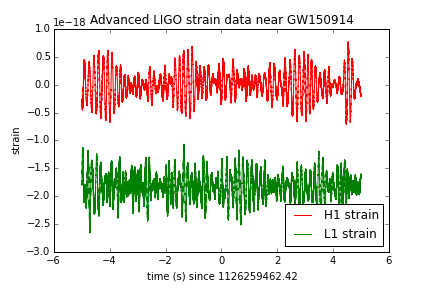 Advanced LIGO strain data near GW150914
1e−18
1.0
0.5
0.0
−0.5
−1.0
−1.5
−2.0
−2.5
−3.0
strain
H1 strain
L1 strain
−6 −4 −2 0 2 4 6
time (s) since 1126259462.42